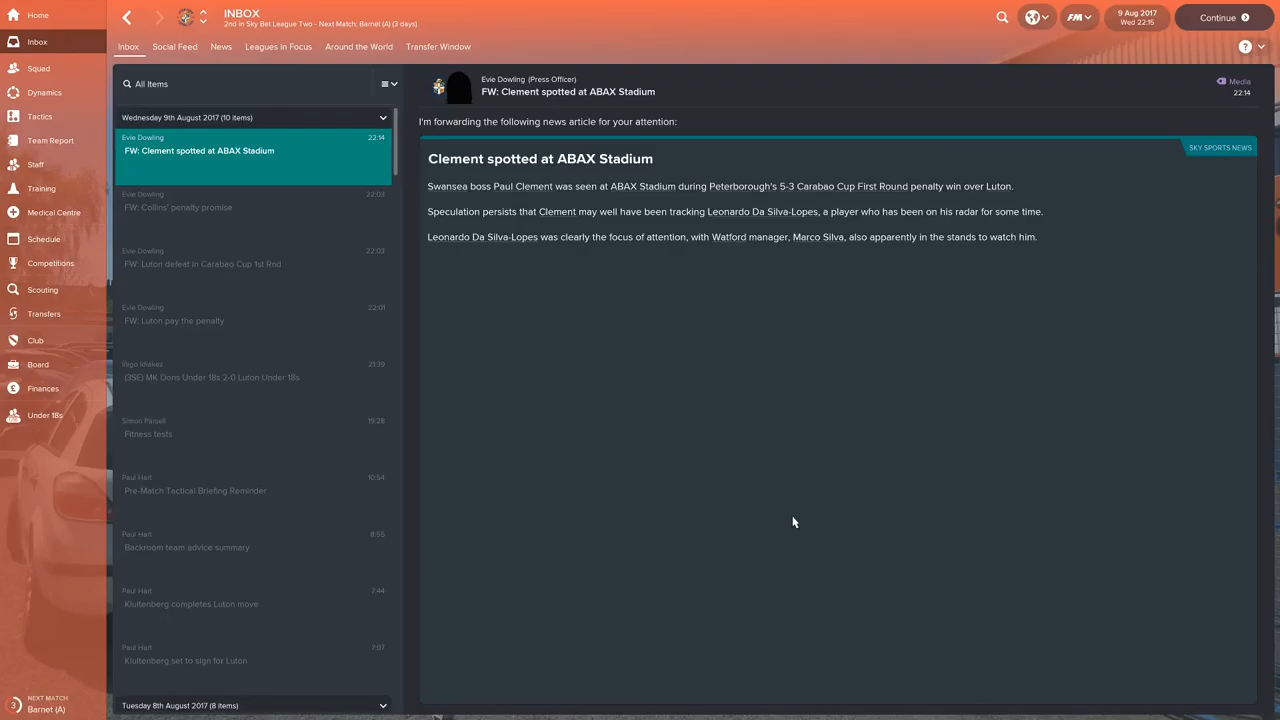 Home
Inbox
Squad
Dynamics
Tactics
Team Report
Staff
Training
Medical Centre
Schedule
Competitions
Scouting
Transfers
Club
Board
Finances
Under 18s
NEXT MATCH
3 Barnet (A)
INBOX
2nd in Sky Bet League Two - Next Match: Barnet (A) (3 days)
FM
9 Aug 2017
Wed 22:15
Continue
Inbox Social Feed News Leagues in Focus Around the World Transfer Window
?
All Items
Wednesday 9th August 2017 (10 items)
Evie Dowling 22:14
FW: Clement spotted at ABAX Stadium
Evie Dowling 22:03
FW: Collins' penalty promise
Evie Dowling 22:03
FW: Luton defeat in Carabao Cup 1st Rnd
Evie Dowling 22:01
FW: Luton pay the penalty
Iñigo Idiakez 21:39
(3SE) MK Dons Under 18s 2-0 Luton Under 18s
Simon Parsell 19:28
Fitness tests
Paul Hart 10:54
Pre-Match Tactical Briefing Reminder
Paul Hart 8:55
Backroom team advice summary
Paul Hart 7:44
Kluitenberg completes Luton move
Paul Hart 7:07
Kluitenberg set to sign for Luton
Tuesday 8th August 2017 (8 items)
Evie Dowling (Press Officer)
FW: Clement spotted at ABAX Stadium
Media
22:14
I'm forwarding the following news article for your attention:
SKY SPORTS NEWS
Clement spotted at ABAX Stadium
Swansea boss Paul Clement was seen at ABAX Stadium during Peterborough's 5-3 Carabao Cup First Round penalty win over Luton.
Speculation persists that Clement may well have been tracking Leonardo Da Silva-Lopes, a player who has been on his radar for some time.
Leonardo Da Silva-Lopes was clearly the focus of attention, with Watford manager, Marco Silva, also apparently in the stands to watch him.